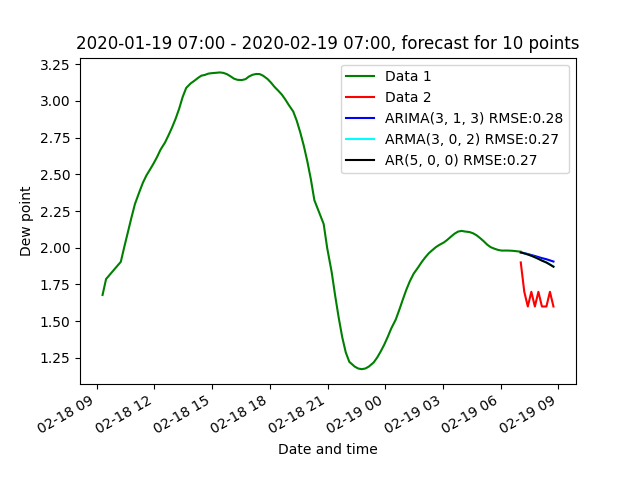 2020-01-19 07:00 - 2020-02-19 07:00, forecast for 10 points
3.25
3.00
2.75
2.50
2.25
2.00
1.75
1.50
1.25
Dew point
Data 1
Data 2
ARIMA(3, 1, 3) RMSE:0.28
ARMA(3, 0, 2) RMSE:0.27
AR(5, 0, 0) RMSE:0.27
02-18 09
02-18 12
02-18 15
02-18 18
02-18 21
02-19 00
02-19 03
02-19 06
02-19 09
Date and time